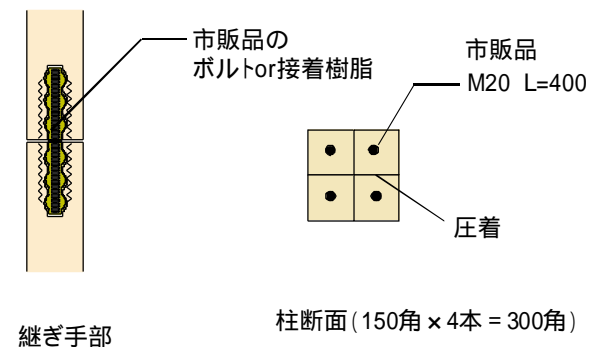 市販品の
ボルトor接着樹脂
市販品
M20 L=400
圧着
継ぎ手部
柱断面(150角×4本=300角)